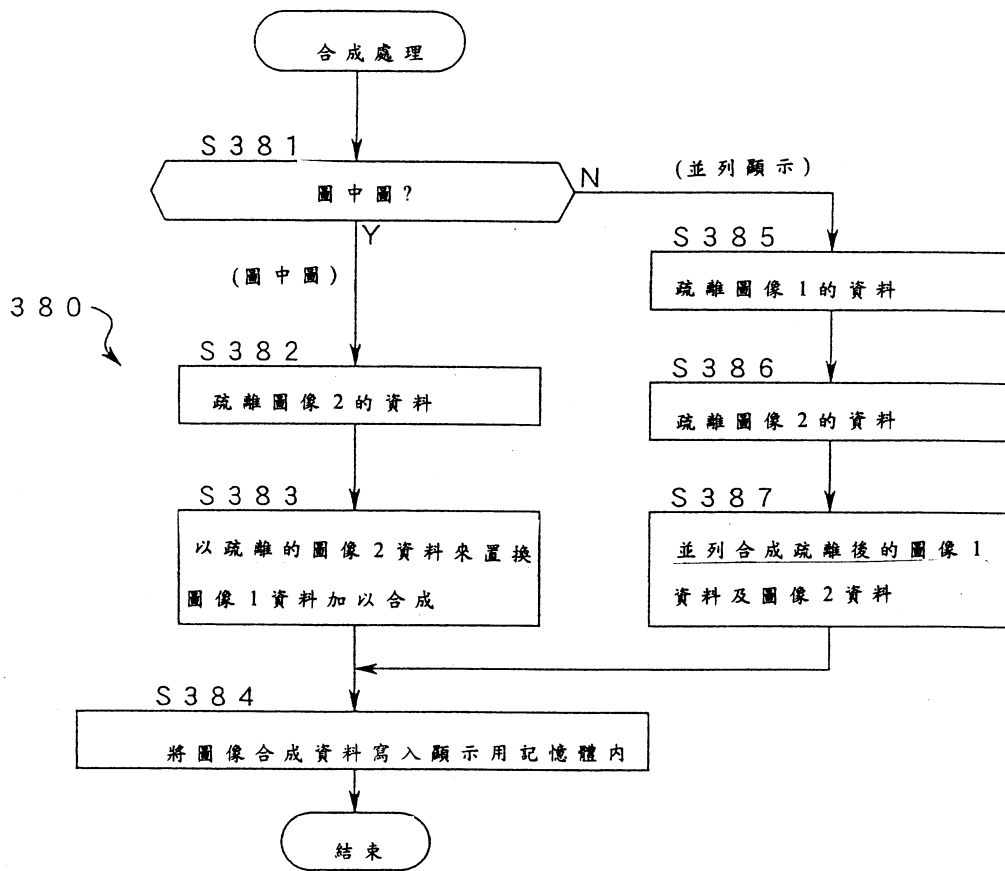 合成處理
S381
圖中圖?
N
(並列顯示)
Y
(圖中圖)
380
S382
疏離圖像2的資料
S383
以疏離的圖像2資料來置換
圖像1資料加以合成
S385
疏離圖像1的資料
S386
疏離圖像2的資料
S387
並列合成疏離後的圖像1
資料及圖像2資料
S384
將圖像合成資料寫入顯示用記憶體內
結束